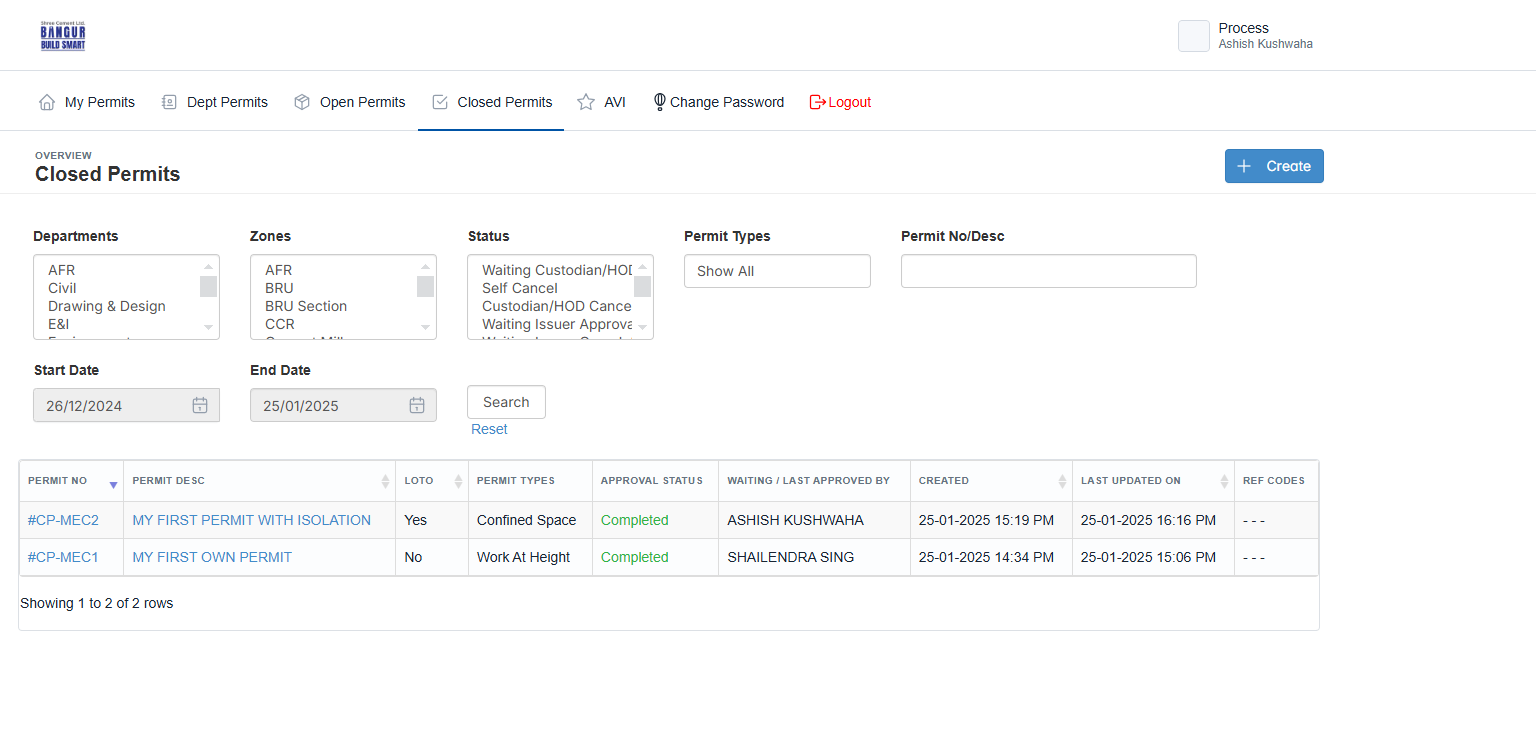 Shree Cement Ltd.
BANGUR
BUILD SMART
Process
Ashish Kushwaha
My Permits Dept Permits Open Permits Closed Permits AVI Change Password Logout
OVERVIEW
Closed Permits
Create
Departments Zones Status Permit Types Permit No/Desc
AFR
Civil
Drawing & Design
E&I
AFR
BRU
BRU Section
CCR
Waiting Custodian/HOD
Self Cancel
Custodian/HOD Cance
Waiting Issuer Approva
Show All
Start Date End Date
26/12/2024 25/01/2025 Search
Reset
PERMIT NO PERMIT DESC LOTO PERMIT TYPES APPROVAL STATUS WAITING / LAST APPROVED BY CREATED LAST UPDATED ON REF CODES
#CP-MEC2 MY FIRST PERMIT WITH ISOLATION Yes Confined Space Completed ASHISH KUSHWAHA 25-01-2025 15:19 PM 25-01-2025 16:16 PM - - -
#CP-MEC1 MY FIRST OWN PERMIT No Work At Height Completed SHAILENDRA SING 25-01-2025 14:34 PM 25-01-2025 15:06 PM - - -
Showing 1 to 2 of 2 rows